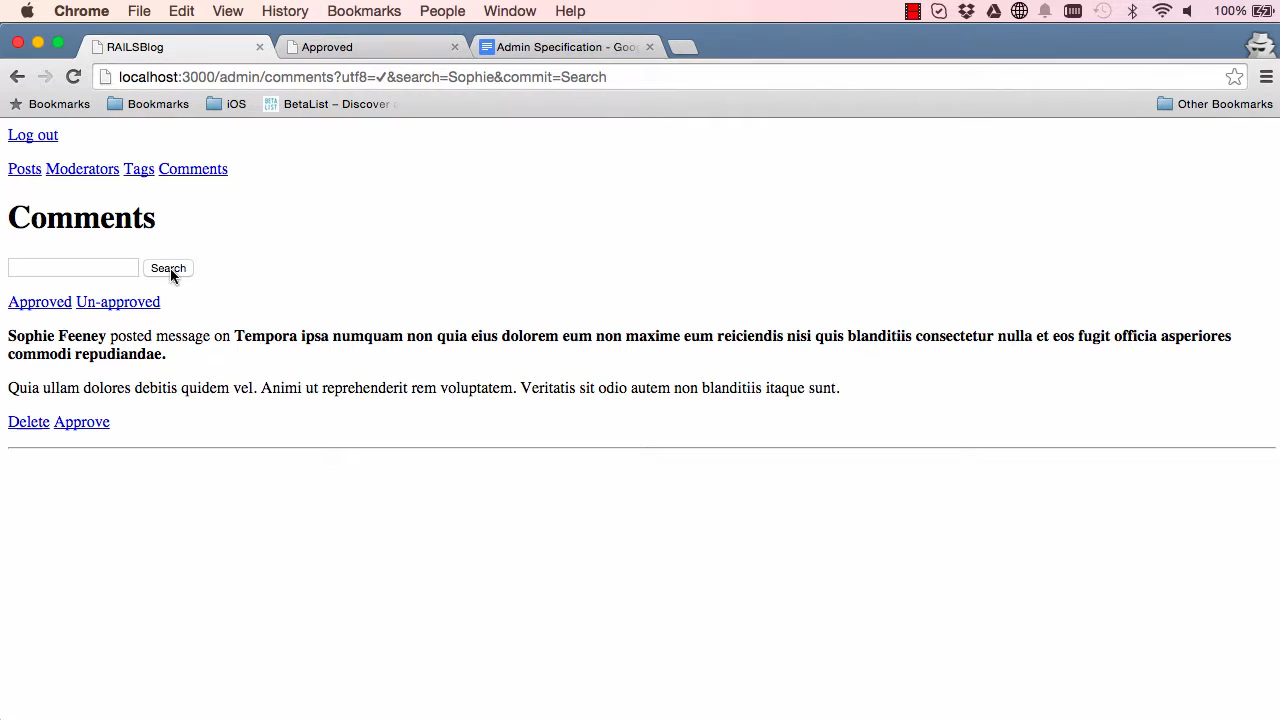 Chrome File Edit View History Bookmarks People Window Help 100%
RAILSBlog Approved Admin Specification - Goo
localhost:3000/admin/comments?utf8=✓&search=Sophie&commit=Search
Bookmarks Bookmarks iOS BETA LIST BetaList – Discover Other Bookmarks
Log out
Posts Moderators Tags Comments
Comments
Search
Approved Un-approved
Sophie Feeney posted message on Tempora ipsa numquam non quia eius dolorem eum non maxime eum reiciendis nisi quis blanditiis consectetur nulla et eos fugit officia asperiores
commodi repudiandae.
Quia ullam dolores debitis quidem vel. Animi ut reprehenderit rem voluptatem. Veritatis sit odio autem non blanditiis itaque sunt.
Delete Approve